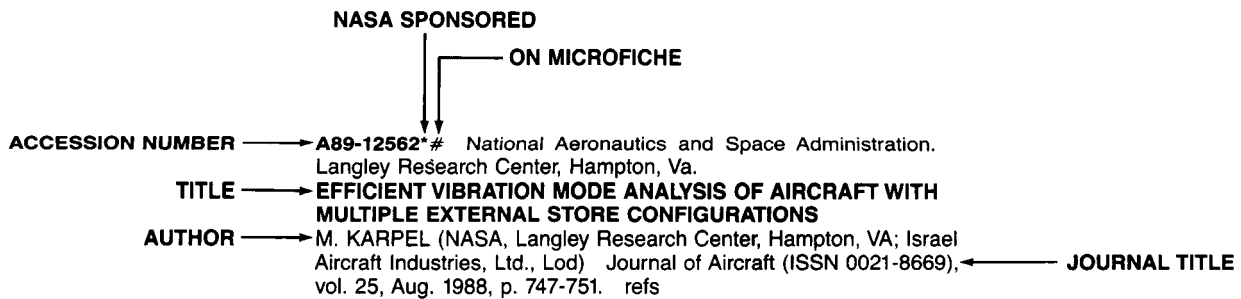 NASA SPONSORED
ON MICROFICHE
ACCESSION NUMBER A89-12562*# National Aeronautics and Space Administration.
Langley Research Center, Hampton, Va.
TITLE EFFICIENT VIBRATION MODE ANALYSIS OF AIRCRAFT WITH
MULTIPLE EXTERNAL STORE CONFIGURATIONS
AUTHOR M. KARPEL (NASA, Langley Research Center, Hampton, VA; Israel
Aircraft Industries, Ltd., Lod) Journal of Aircraft (ISSN 0021-8669), JOURNAL TITLE
vol. 25, Aug. 1988, p. 747-751. refs